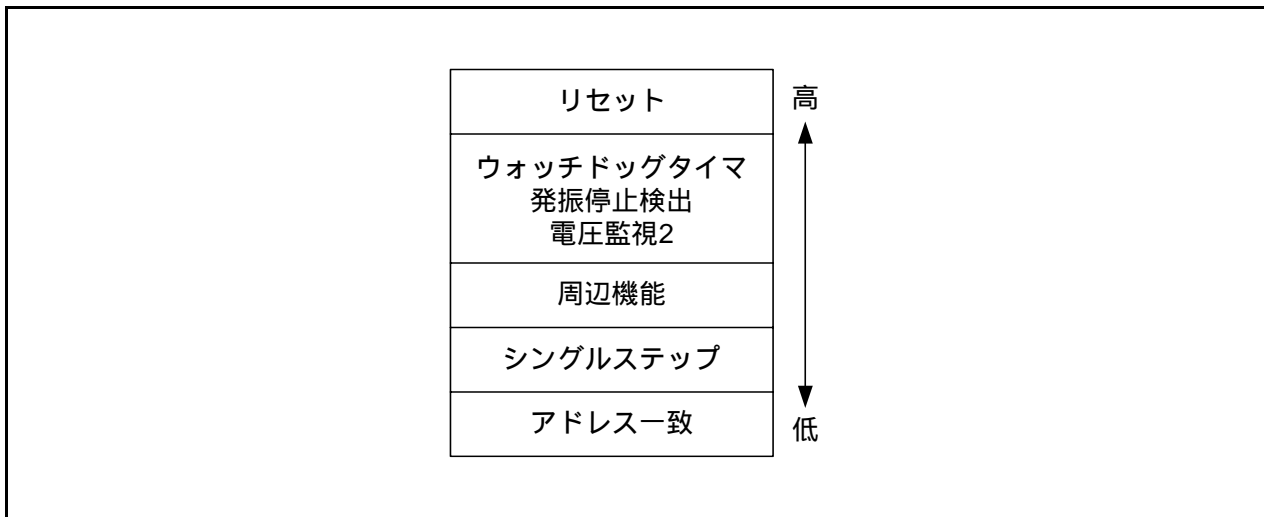 リセット
高
ウォッチドッグタイマ
発振停止検出
電圧監視2
周辺機能
シングルステップ
アドレス一致
低